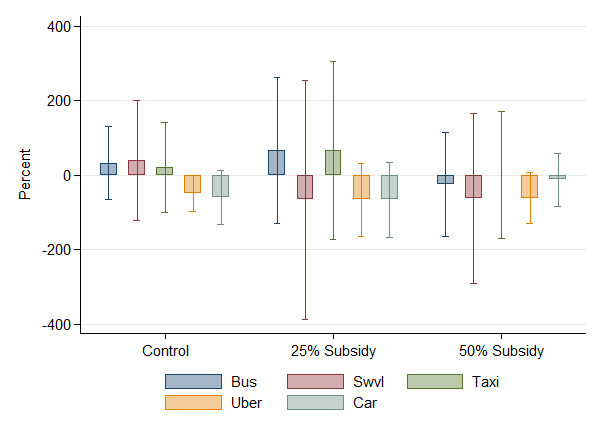 400
200
0
-200
-400
Percent
Control 25% Subsidy 50% Subsidy
Bus Swvl Taxi
Uber Car